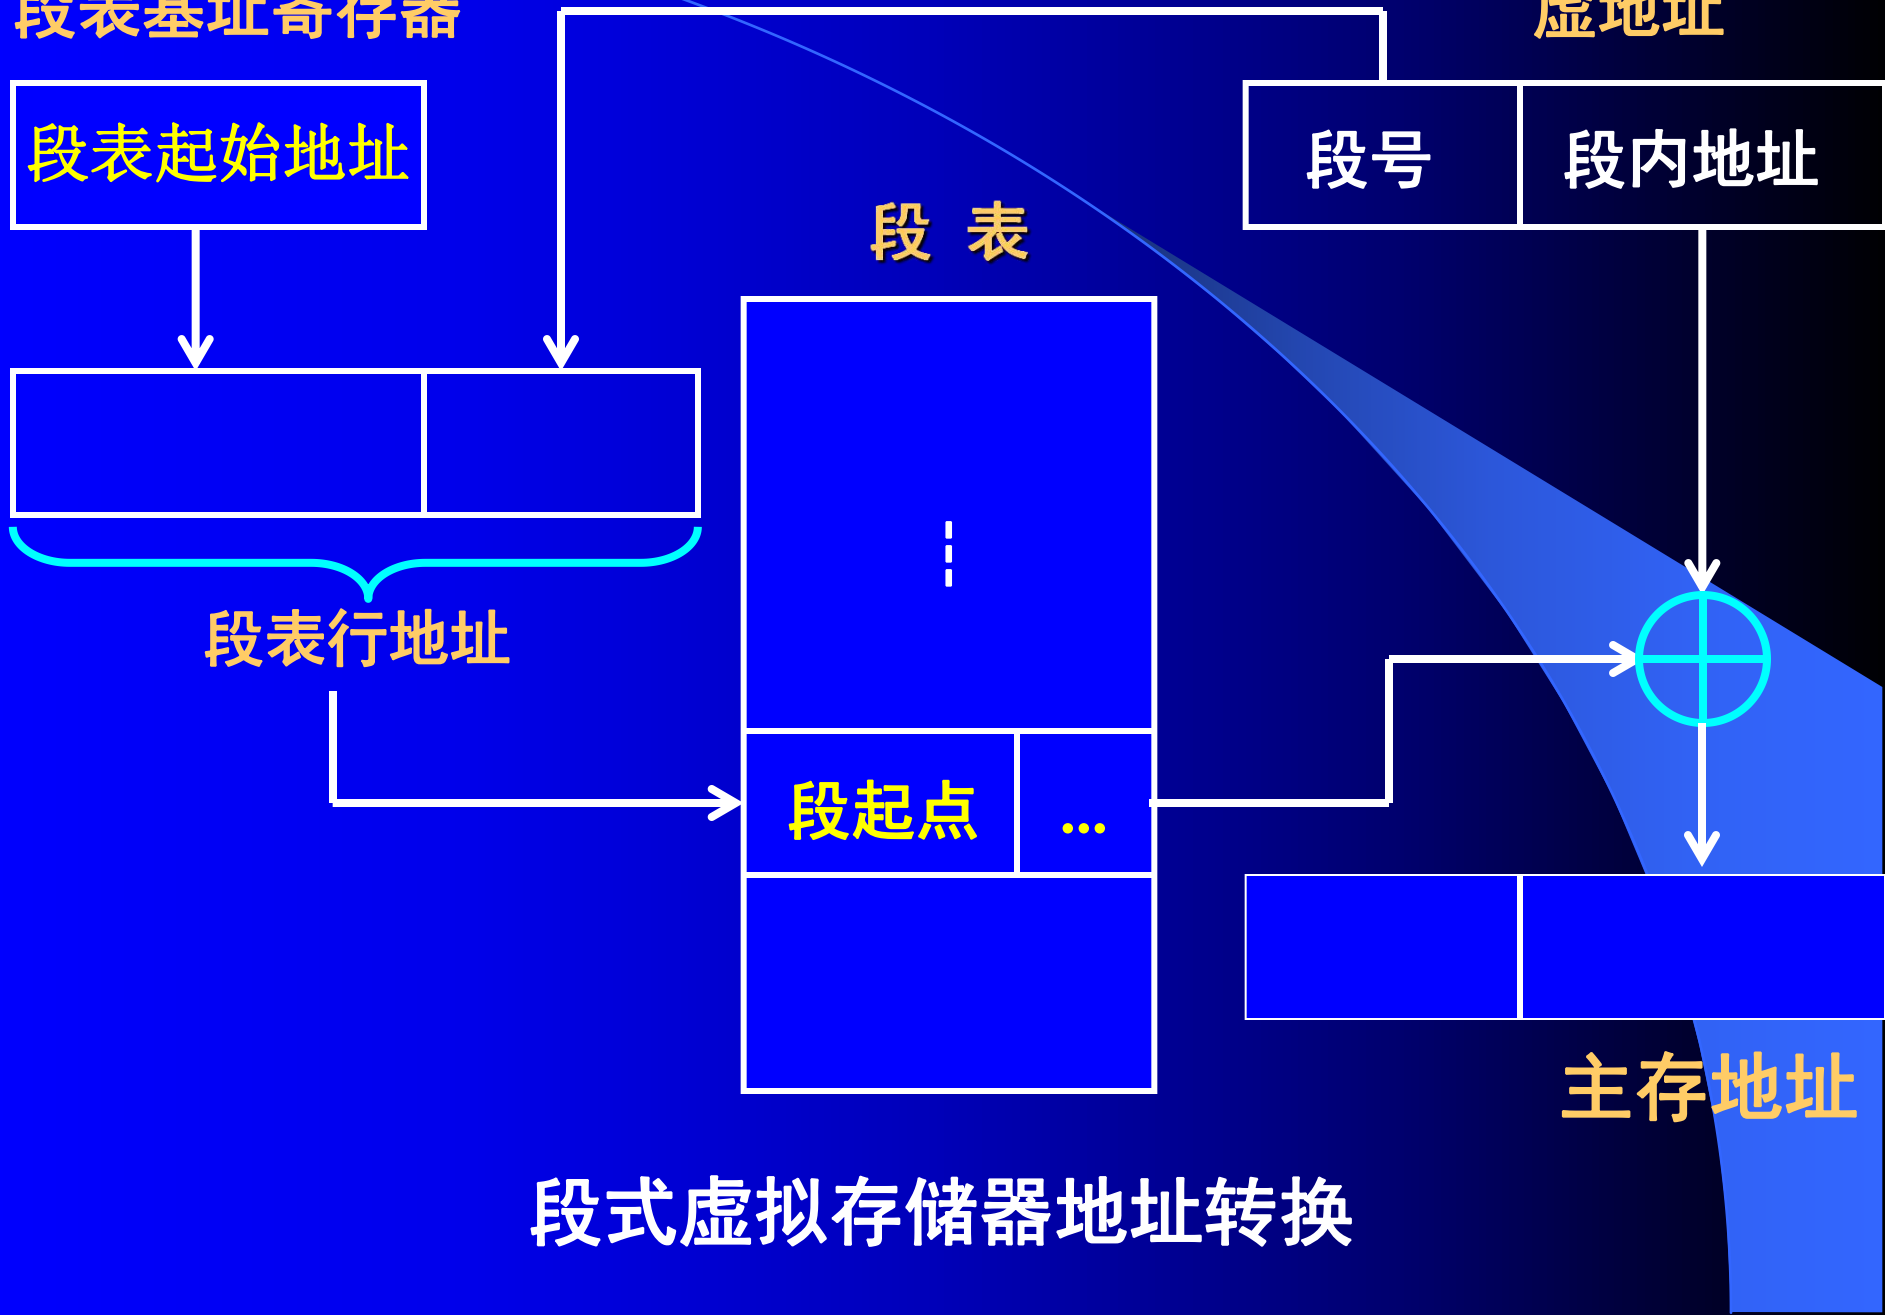 段表基址寄存器
虚地址
段表起始地址
段号
段内地址
段 表
段表行地址
段起点
...
主存地址
段式虚拟存储器地址转换